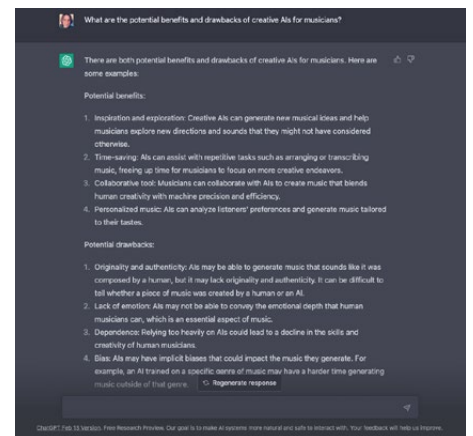 What are the potential benefits and drawbacks of creative AIs for musicians?
There are both potential benefits and drawbacks of creative AIs for musicians. Here are
some examples:
Potential benefits:
1. Inspiration and exploration: Creative AIs can generate new musical ideas and help
musicians explore new directions and sounds that they might not have considered
otherwise.
2. Time-saving: AIs can assist with repetitive tasks such as arranging or transcribing
music, freeing up time for musicians to focus on more creative endeavors.
3. Collaborative tool: Musicians can collaborate with AIs to create music that blends
human creativity with machine precision and efficiency.
4. Personalized music: AIs can analyze listeners' preferences and generate music tailored
to their tastes.
Potential drawbacks:
1. Originality and authenticity: AIs may be able to generate music that sounds like it was
composed by a human, but it may lack originality and authenticity. It can be difficult to
tell whether a piece of music was created by a human or an AI.
2. Lack of emotion: AIs may not be able to convey the emotional depth that human
musicians can, which is an essential aspect of music.
3. Dependence: Relying too heavily on AIs could lead to a decline in the skills and
creativity of human musicians.
4. Bias: AIs may have implicit biases that could impact the music they generate. For
example, an AI trained on a specific genre of music may have a harder time generating
music outside of that genre.
Regenerate response
ChatGPT Feb 13 Version. Free Research Preview. Our goal is to make AI systems more natural and safe to interact with. Your feedback will help us improve.